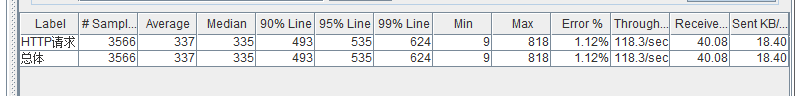 Label # Sampl... Average Median 90% Line 95% Line 99% Line Min Max Error % Through... Receive... Sent KB/...
HTTP请求 3566 337 335 493 535 624 9 818 1.12% 118.3/sec 40.08 18.40
总体 3566 337 335 493 535 624 9 818 1.12% 118.3/sec 40.08 18.40